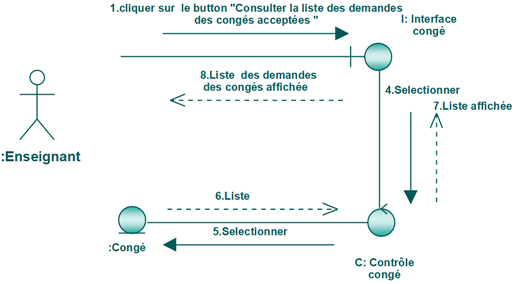 1.cliquer sur le button "Consulter la liste des demandes
des congés acceptées "
I: Interface
congé
8.Liste des demandes
des congés affichée
4.Selectionner
7.Liste affichée
:Enseignant
6.Liste
5.Selectionner
:Congé
C: Contrôle
congé